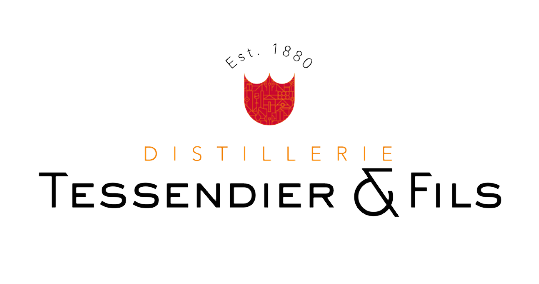 Est. 1880
DISTILLERIE
TESSENDIER & FILS